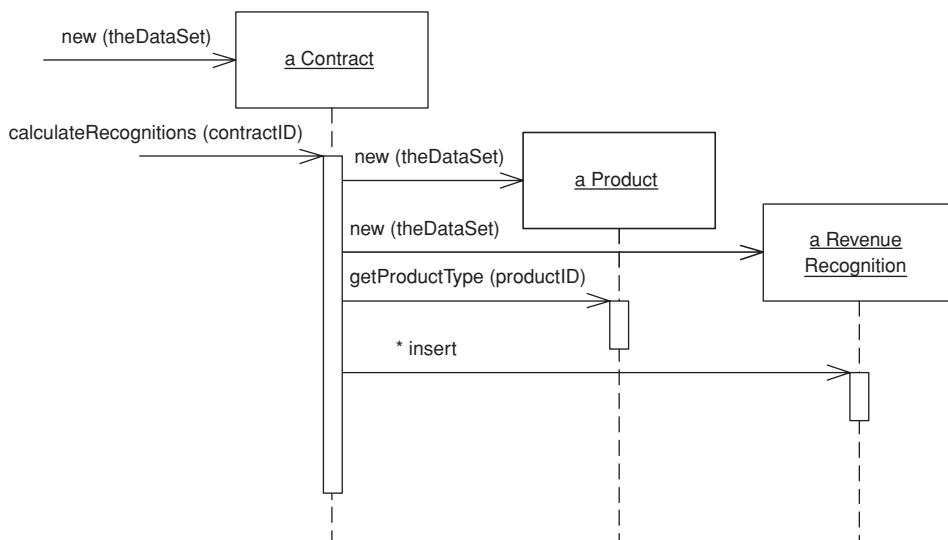 new (theDataSet)
a Contract
calculateRecognitions (contractID)
new (theDataSet)
a Product
new (theDataSet)
a Revenue
Recognition
getProductType (productID)
* insert